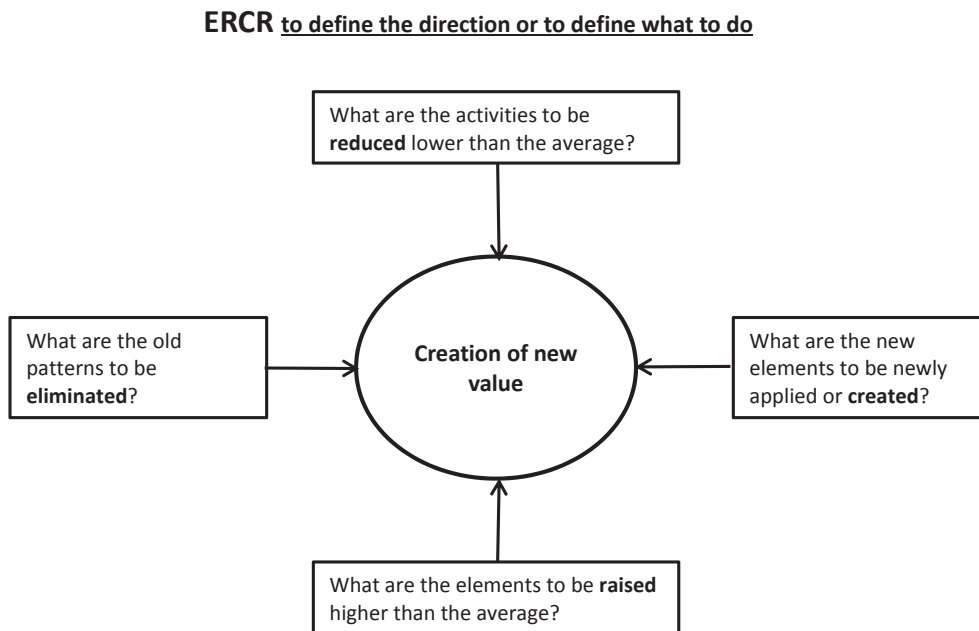 ERCR to define the direction or to define what to do
What are the activities to be
reduced lower than the average?
What are the old
patterns to be
eliminated?
Creation of new
value
What are the new
elements to be newly
applied or created?
What are the elements to be raised
higher than the average?